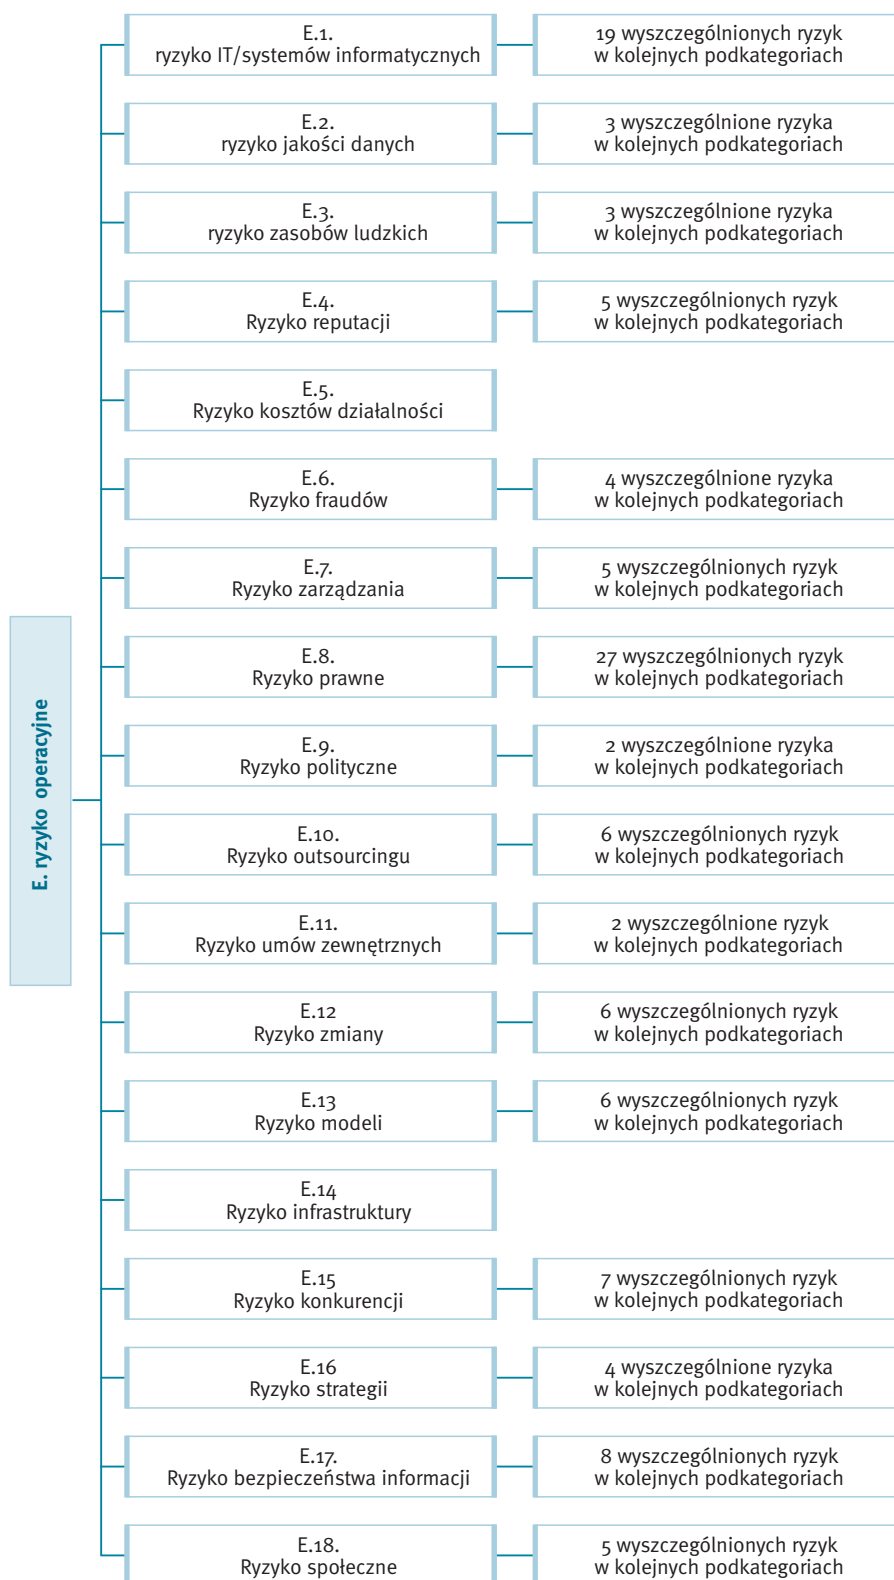 E. ryzyko operacyjne
E.1.
ryzyko IT/systemów informatycznych
19 wyszczególnionych ryzyk
w kolejnych podkategoriach
E.2.
ryzyko jakości danych
3 wyszczególnione ryzyka
w kolejnych podkategoriach
E.3.
ryzyko zasobów ludzkich
3 wyszczególnione ryzyka
w kolejnych podkategoriach
E.4.
Ryzyko reputacji
5 wyszczególnionych ryzyk
w kolejnych podkategoriach
E.5.
Ryzyko kosztów działalności
E.6.
Ryzyko fraudów
4 wyszczególnione ryzyka
w kolejnych podkategoriach
E.7.
Ryzyko zarządzania
5 wyszczególnionych ryzyk
w kolejnych podkategoriach
E.8.
Ryzyko prawne
27 wyszczególnionych ryzyk
w kolejnych podkategoriach
E.9.
Ryzyko polityczne
2 wyszczególnione ryzyka
w kolejnych podkategoriach
E.10.
Ryzyko outsourcingu
6 wyszczególnionych ryzyk
w kolejnych podkategoriach
E.11.
Ryzyko umów zewnętrznych
2 wyszczególnione ryzyk
w kolejnych podkategoriach
E.12
Ryzyko zmiany
6 wyszczególnionych ryzyk
w kolejnych podkategoriach
E.13
Ryzyko modeli
6 wyszczególnionych ryzyk
w kolejnych podkategoriach
E.14
Ryzyko infrastruktury
E.15
Ryzyko konkurencji
7 wyszczególnionych ryzyk
w kolejnych podkategoriach
E.16
Ryzyko strategii
4 wyszczególnione ryzyka
w kolejnych podkategoriach
E.17.
Ryzyko bezpieczeństwa informacji
8 wyszczególnionych ryzyk
w kolejnych podkategoriach
E.18.
Ryzyko społeczne
5 wyszczególnionych ryzyk
w kolejnych podkategoriach